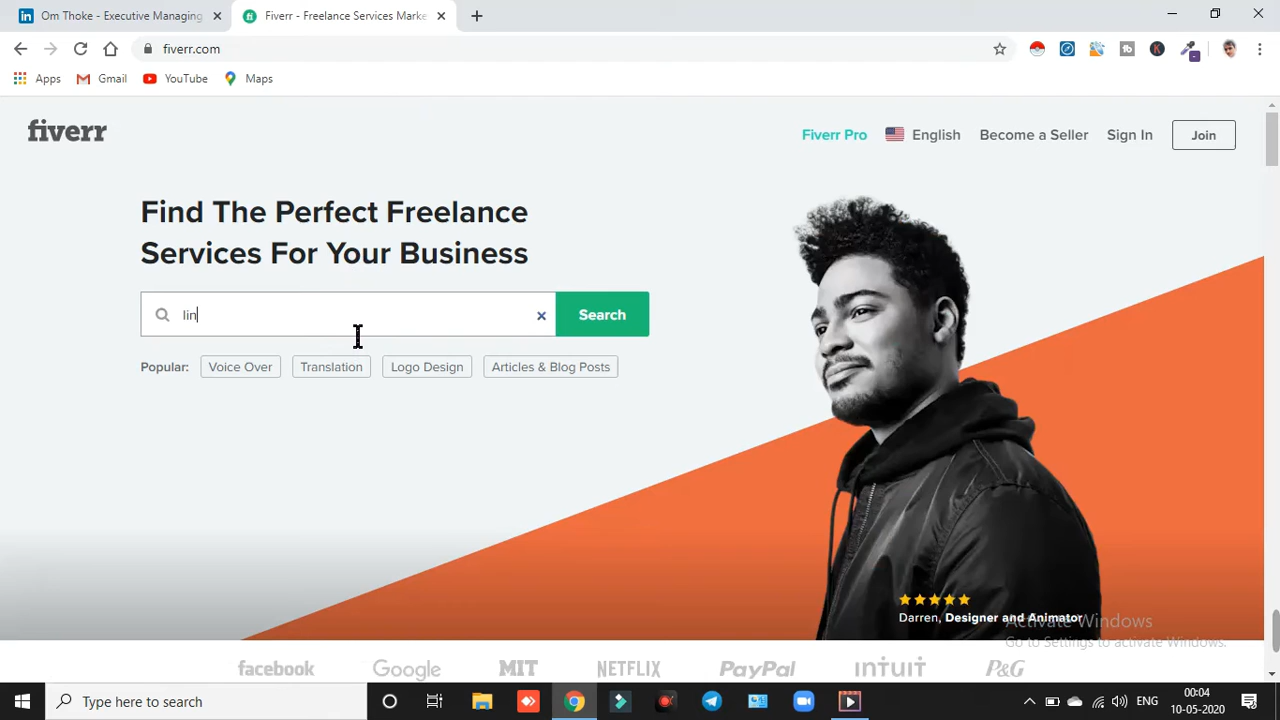 Om Thoke - Executive Managing
Fiverr - Freelance Services Marke
fiverr.com
Apps
Gmail
YouTube
Maps
fiverr
Fiverr Pro
English
Become a Seller
Sign In
Join
Find The Perfect Freelance
Services For Your Business
lin
Search
Popular:
Voice Over
Translation
Logo Design
Articles & Blog Posts
Darren, Designer and Animator
Activate Windows
Go to Settings to activate Windows.
facebook
Google
MIT
NETFLIX
PayPal
intuit
P&G
Type here to search
ENG
00:04
10-05-2020